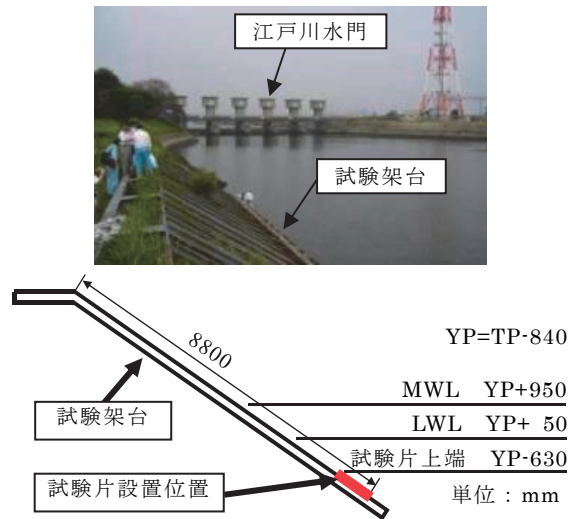 江戸川水門
試験架台
8800
YP=TP-840
MWL YP+950
試験架台
LWL YP+ 50
試験片上端 YP-630
試験片設置位置
単位：mm